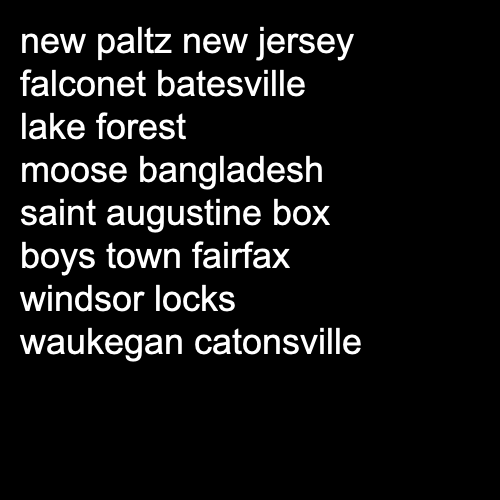 new paltz new jersey
falconet batesville
lake forest
moose bangladesh
saint augustine box
boys town fairfax
windsor locks
waukegan catonsville